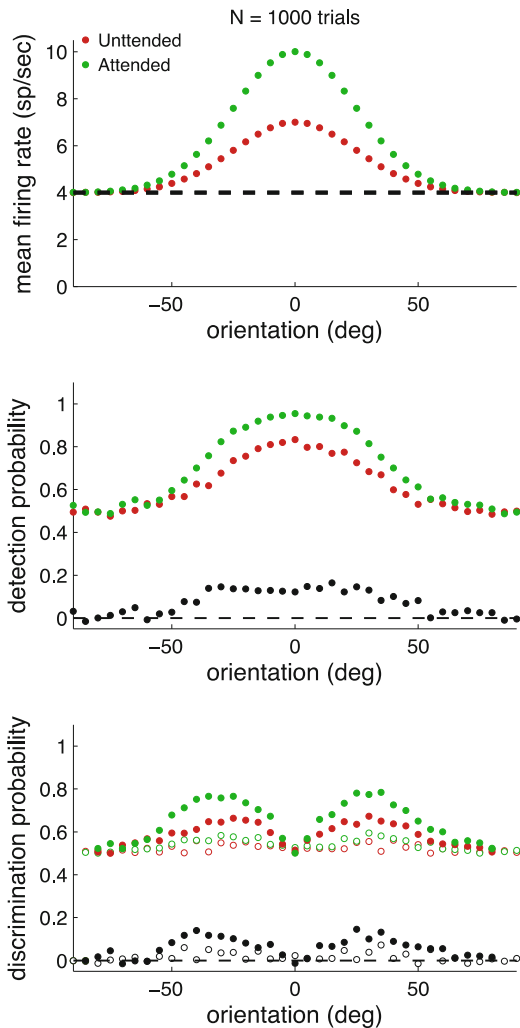 N = 1000 trials
Unttended
Attended
mean firing rate (sp/sec)
10
8
6
4
2
0
−50 0 50
orientation (deg)
detection probability
1
0.8
0.6
0.4
0.2
0
−50 0 50
orientation (deg)
discrimination probability
1
0.8
0.6
0.4
0.2
0
−50 0 50
orientation (deg)